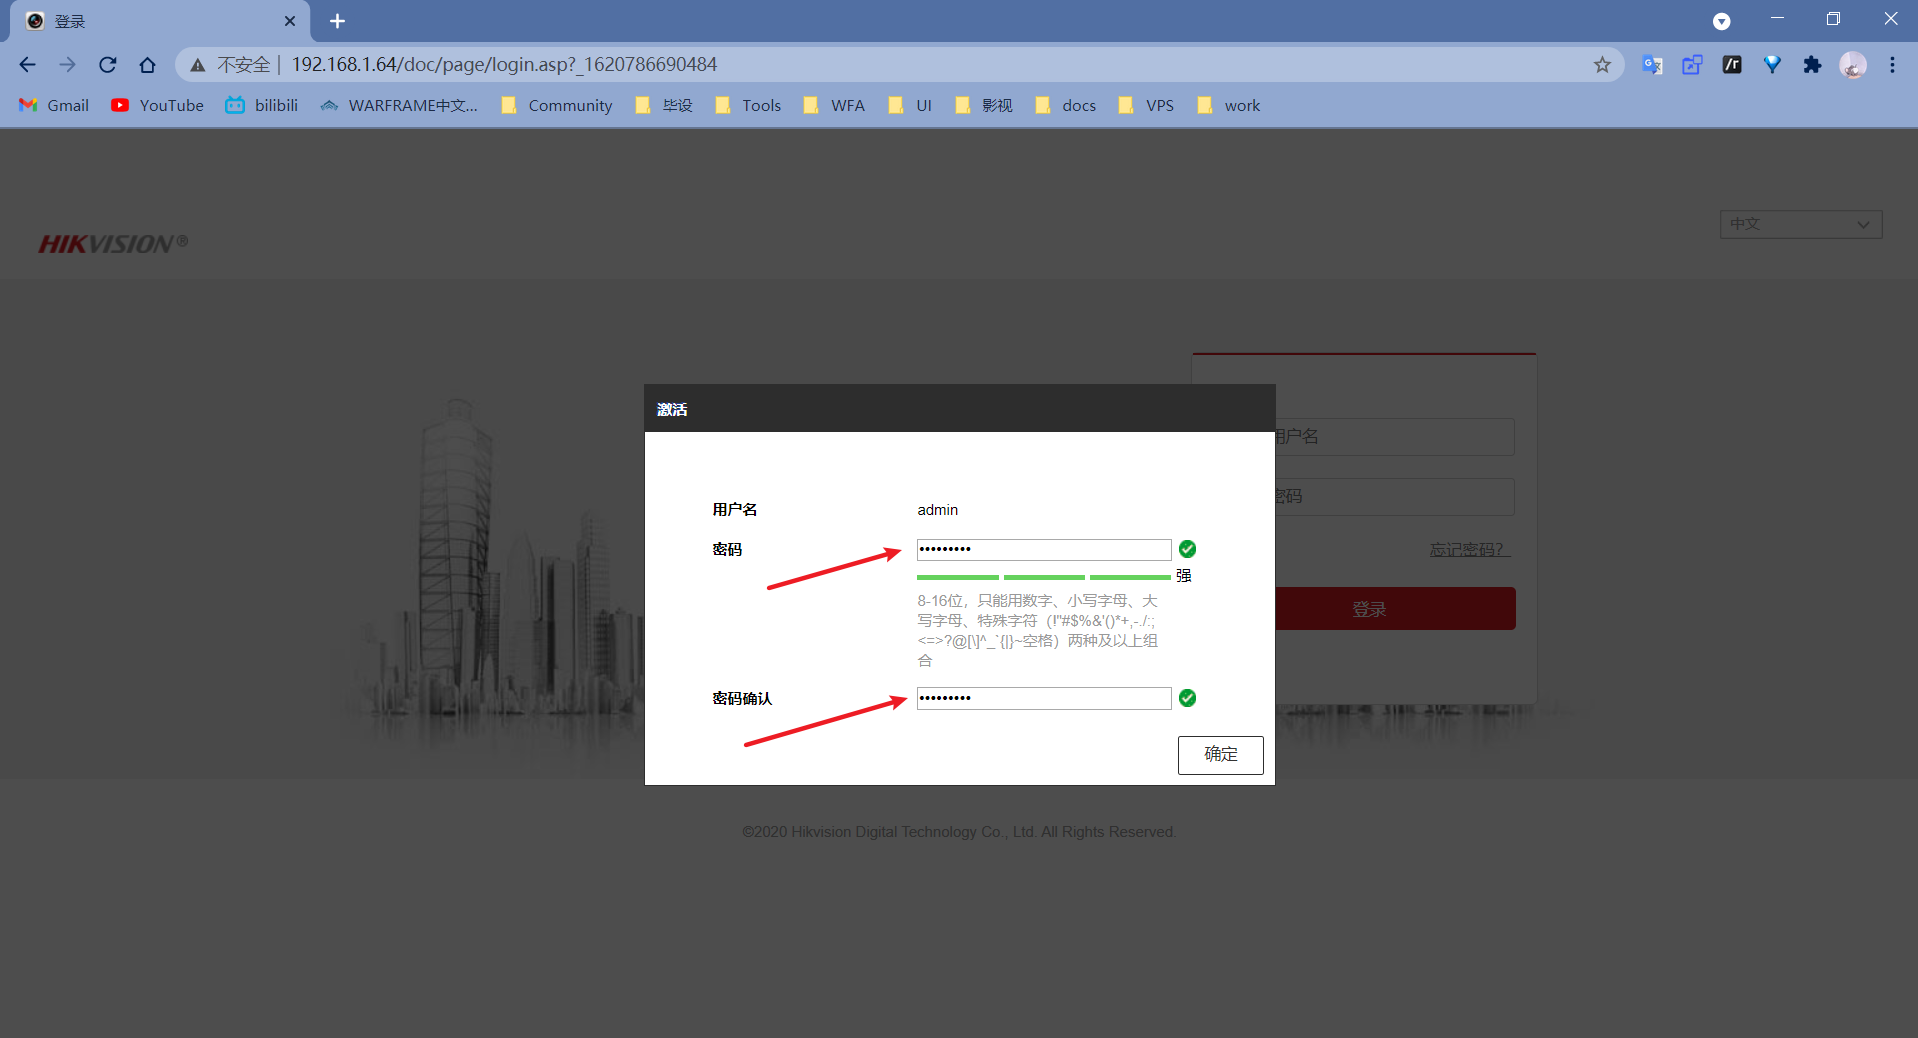 登录
不安全 | 192.168.1.64/doc/page/login.asp?_1620786690484
Gmail YouTube bilibili WARFRAME中文... Community 毕设 Tools WFA UI 影视 docs VPS work
中文
HIKVISION®
激活
用户名
用户名 admin
密码
密码 •••••••••
强
忘记密码？
8-16位，只能用数字、小写字母、大
写字母、特殊字符（!"#$%&'()*+,-./:;
<=>?@[\]^_`{|}~空格）两种及以上组
合
登录
密码确认 •••••••••
确定
©2020 Hikvision Digital Technology Co., Ltd. All Rights Reserved.